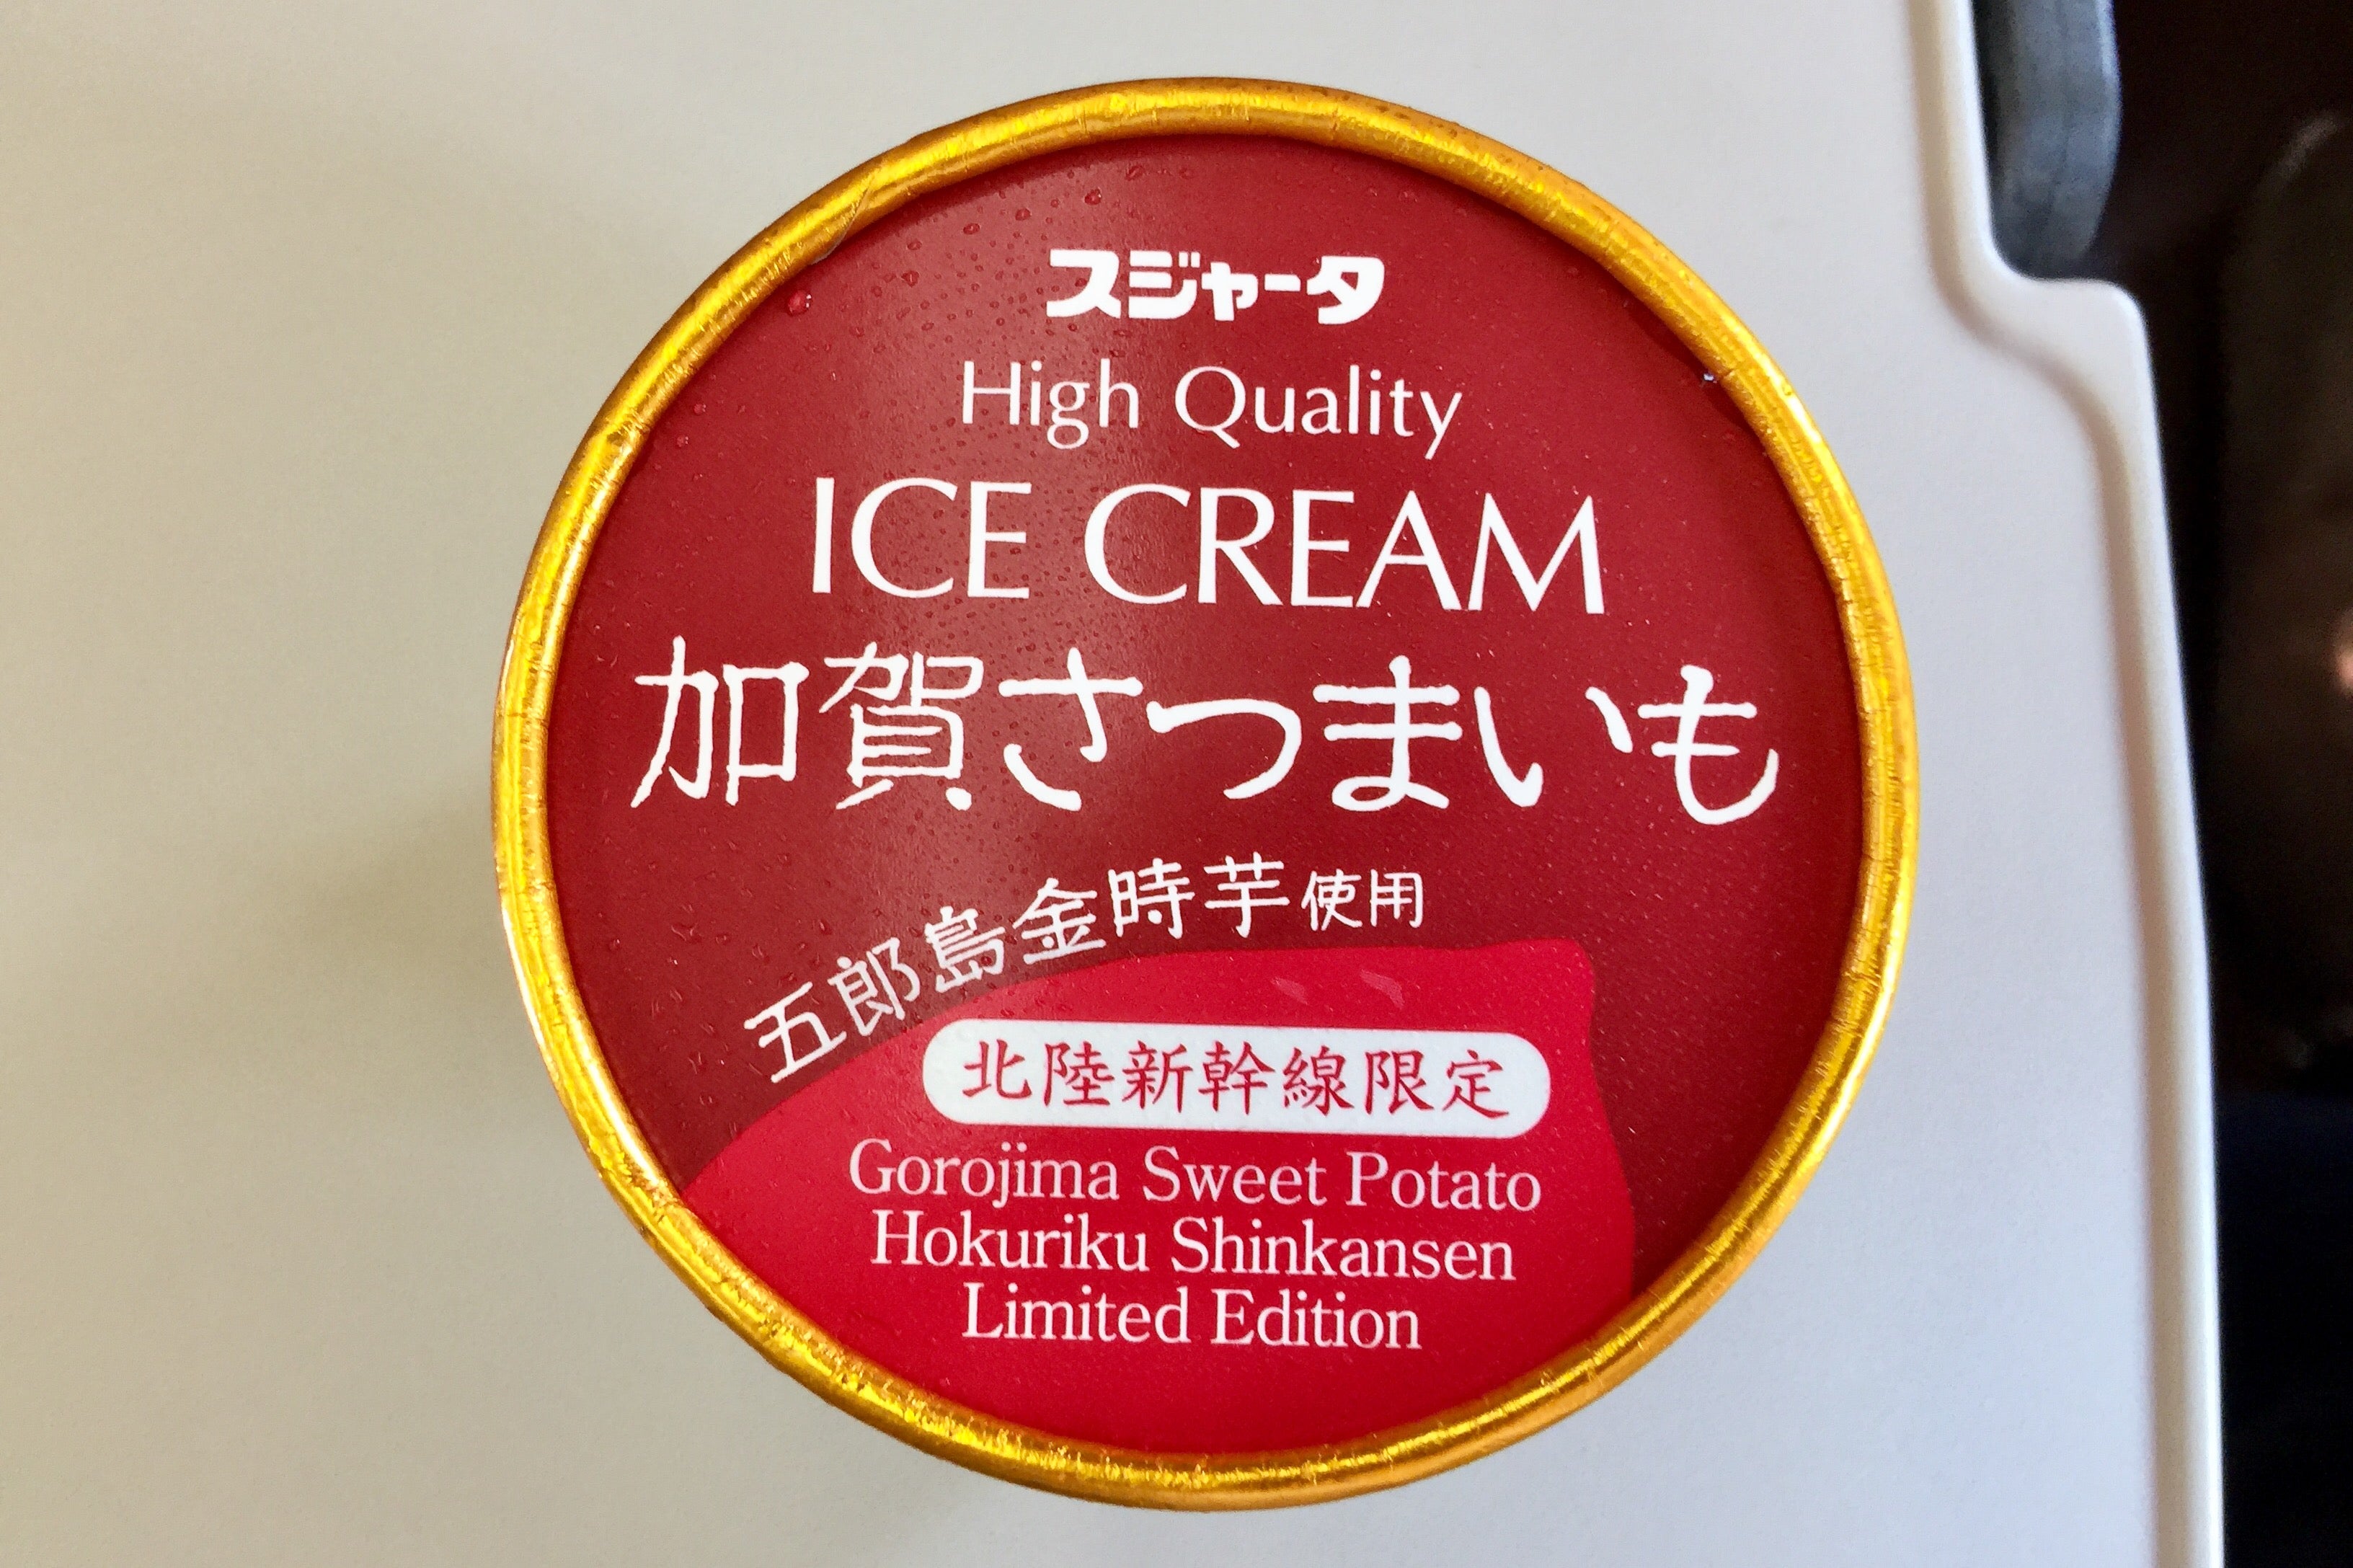 スジャータ
High Quality
ICE CREAM
加賀さつまいも
五郎島金時芋使用
北陸新幹線限定
Gorojima Sweet Potato
Hokuriku Shinkansen
Limited Edition